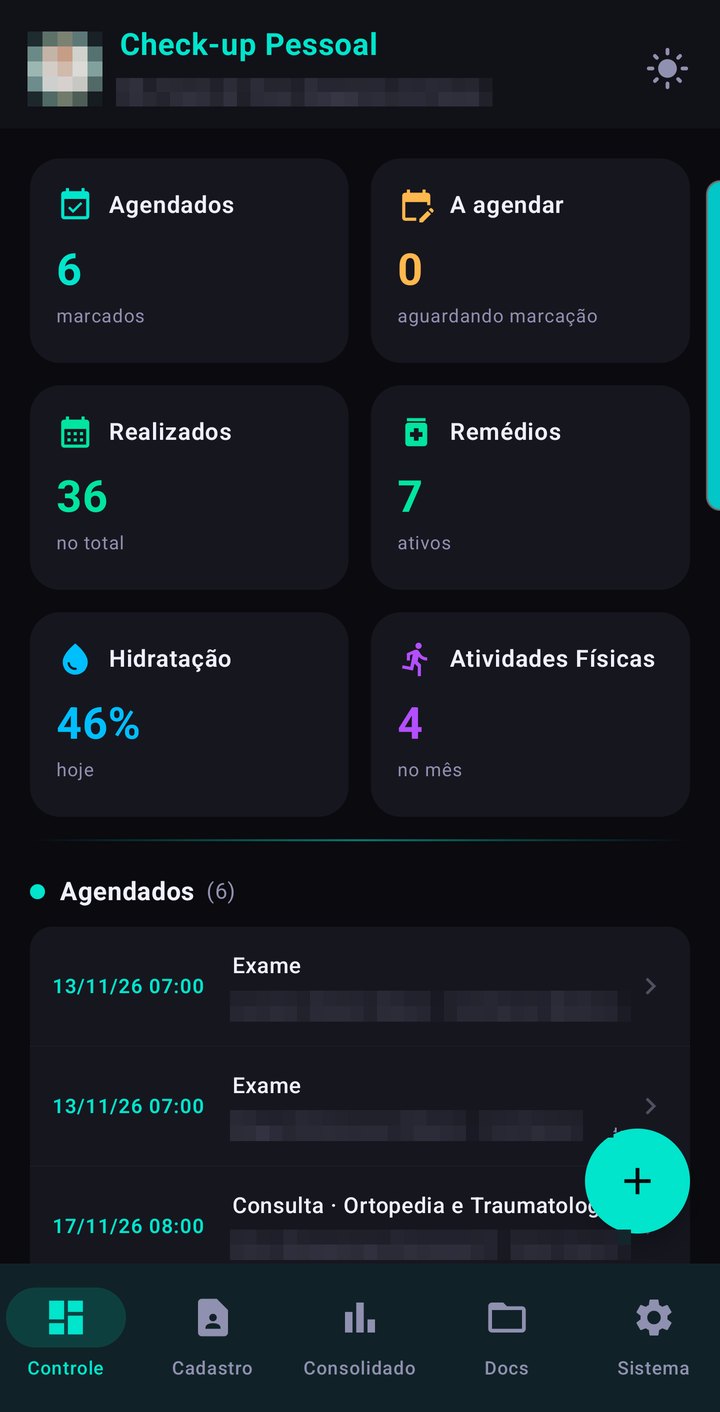 Check-up Pessoal
Agendados
6
marcados
A agendar
0
aguardando marcação
Realizados
36
no total
Remédios
7
ativos
Hidratação
46%
hoje
Atividades Físicas
4
no mês
Agendados (6)
13/11/26 07:00
Exame
13/11/26 07:00
Exame
17/11/26 08:00
Consulta · Ortopedia e
Controle
Cadastro
Consolidado
Docs
Sistema